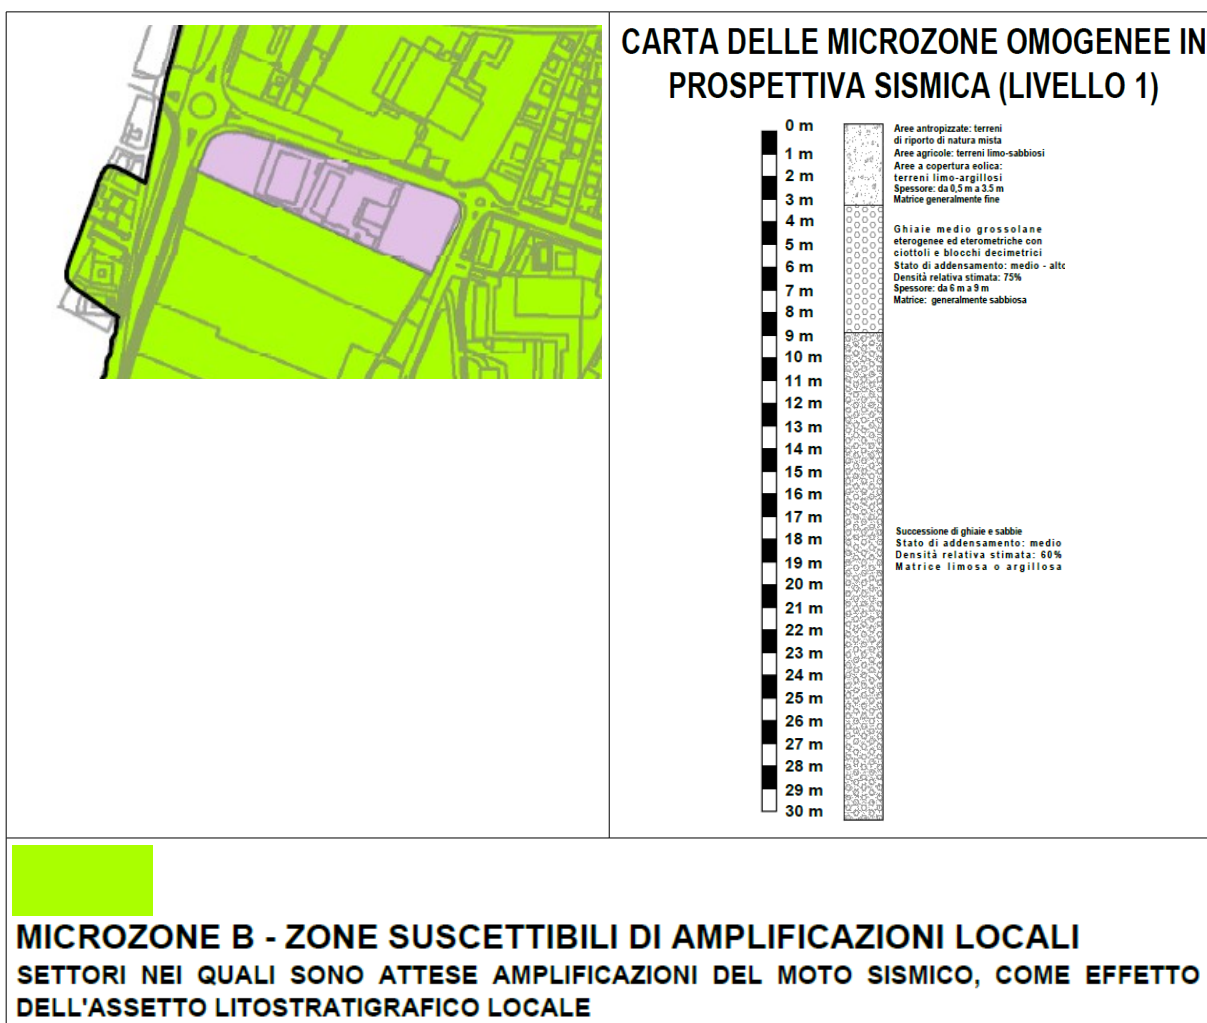 CARTA DELLE MICROZONE OMOGENEE IN
PROSPETTIVA SISMICA (LIVELLO 1)
0 m
1 m
2 m
3 m
4 m
5 m
6 m
7 m
8 m
9 m
10 m
11 m
12 m
13 m
14 m
15 m
16 m
17 m
18 m
19 m
20 m
21 m
22 m
23 m
24 m
25 m
26 m
27 m
28 m
29 m
30 m
Aree antropizzate: terreni
di riporto di natura mista
Aree agricole: terreni limo-sabbiosi
Aree a copertura eolica:
terreni limo-argillosi
Spessore: da 0,5 m a 3.5 m
Matrice generalmente fine
Ghiaie medio grossolane
eterogenee ed eterometriche con
ciottoli e blocchi decimetrici
Stato di addensamento: medio - alto
Densità relativa stimata: 75%
Spessore: da 6 m a 9 m
Matrice: generalmente sabbiosa
Successione di ghiaie e sabbie
Stato di addensamento: medio
Densità relativa stimata: 60%
Matrice limosa o argillosa
MICROZONE B - ZONE SUSCETTIBILI DI AMPLIFICAZIONI LOCALI
SETTORI NEI QUALI SONO ATTESE AMPLIFICAZIONI DEL MOTO SISMICO, COME EFFETTO
DELL'ASSETTO LITOSTRATIGRAFICO LOCALE